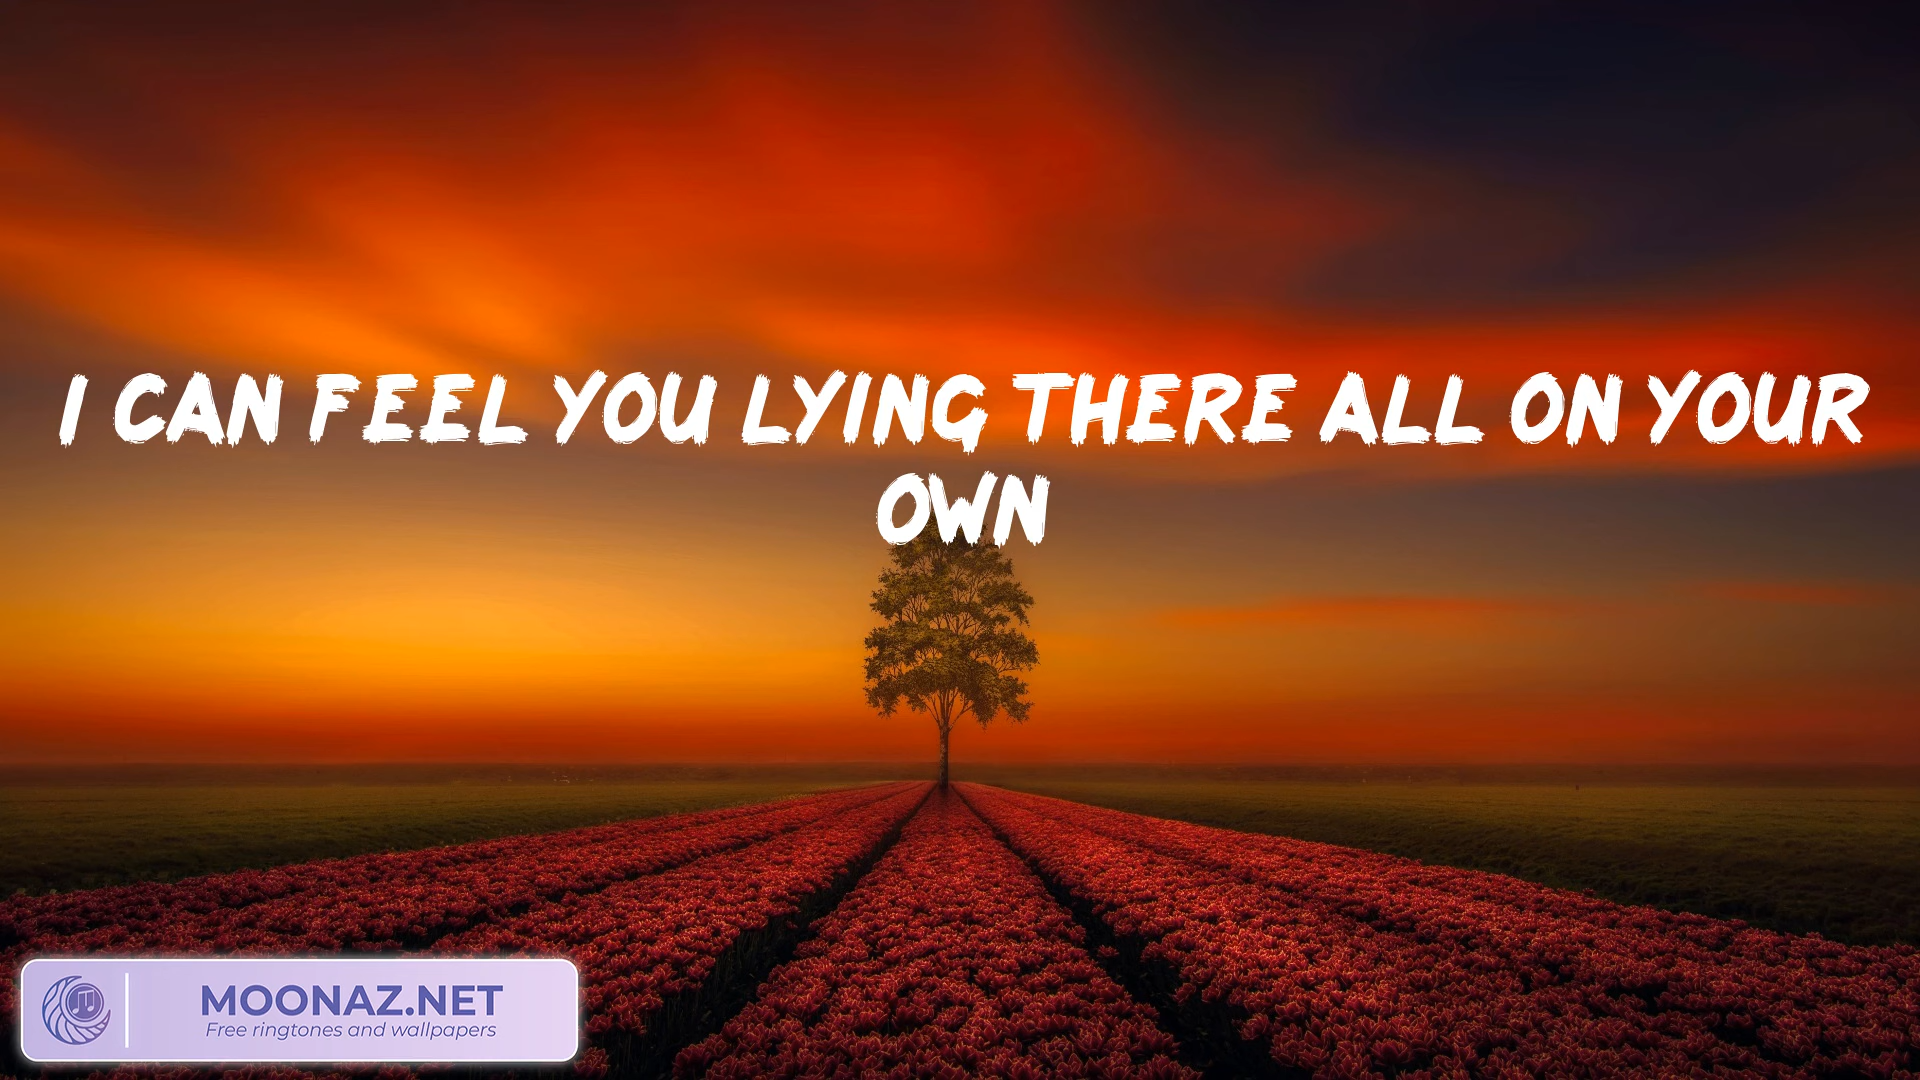 I CAN FEEL YOU LYING THERE ALL ON YOUR
OWN
MOONAZ.NET
Free ringtones and wallpapers